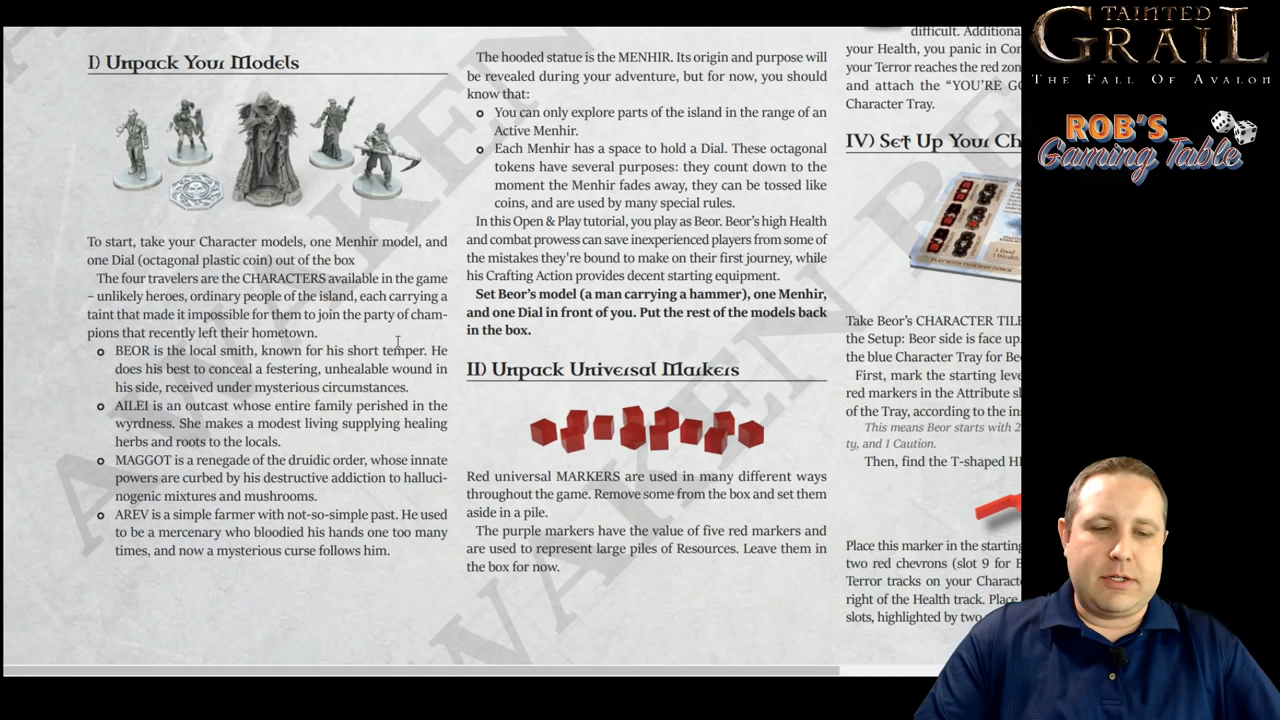 I) Unpack Your Models
To start, take your Character models, one Menhir model, and
one Dial (octagonal plastic coin) out of the box
The four travelers are the CHARACTERS available in the game
– unlikely heroes, ordinary people of the island, each carrying a
taint that made it impossible for them to join the party of cham-
pions that recently left their hometown.
BEOR is the local smith, known for his short temper. He
does his best to conceal a festering, unhealable wound in
his side, received under mysterious circumstances.
AILEI is an outcast whose entire family perished in the
wyrdness. She makes a modest living supplying healing
herbs and roots to the locals.
MAGGOT is a renegade of the druidic order, whose innate
powers are curbed by his destructive addiction to halluci-
nogenic mixtures and mushrooms.
AREV is a simple farmer with not-so-simple past. He used
to be a mercenary who bloodied his hands one too many
times, and now a mysterious curse follows him.
The hooded statue is the MENHIR. Its origin and purpose will
be revealed during your adventure, but for now, you should
know that:
You can only explore parts of the island in the range of an
Active Menhir.
Each Menhir has a space to hold a Dial. These octagonal
tokens have several purposes: they count down to the
moment the Menhir fades away, they can be tossed like
coins, and are used by many special rules.
In this Open & Play tutorial, you play as Beor. Beor's high Health
and combat prowess can save inexperienced players from some of
the mistakes they're bound to make on their first journey, while
his Crafting Action provides decent starting equipment.
Set Beor's model (a man carrying a hammer), one Menhir,
and one Dial in front of you. Put the rest of the models back
in the box.
II) Unpack Universal Markers
Red universal MARKERS are used in many different ways
throughout the game. Remove some from the box and set them
aside in a pile.
The purple markers have the value of five red markers and
are used to represent large piles of Resources. Leave them in
the box for now.
difficult. Additiona
your Health, you panic in Com
your Terror reaches the red zon
and attach the "YOU'RE GO
Character Tray.
IV) Set Up Your Ch
Take Beor's CHARACTER TILE
the Setup: Beor side is face up.
the blue Character Tray for Be
First, mark the starting leve
red markers in the Attribute sl
of the Tray, according to the ins
This means Beor starts with 2
ty, and 1 Caution.
Then, find the T-shaped HE
Place this marker in the starting
two red chevrons (slot 9 for B
Terror tracks on your Characte
right of the Health track. Place
slots, highlighted by two
TAINTED
GRAIL
THE FALL OF AVALON
ROB'S
Gaming Table